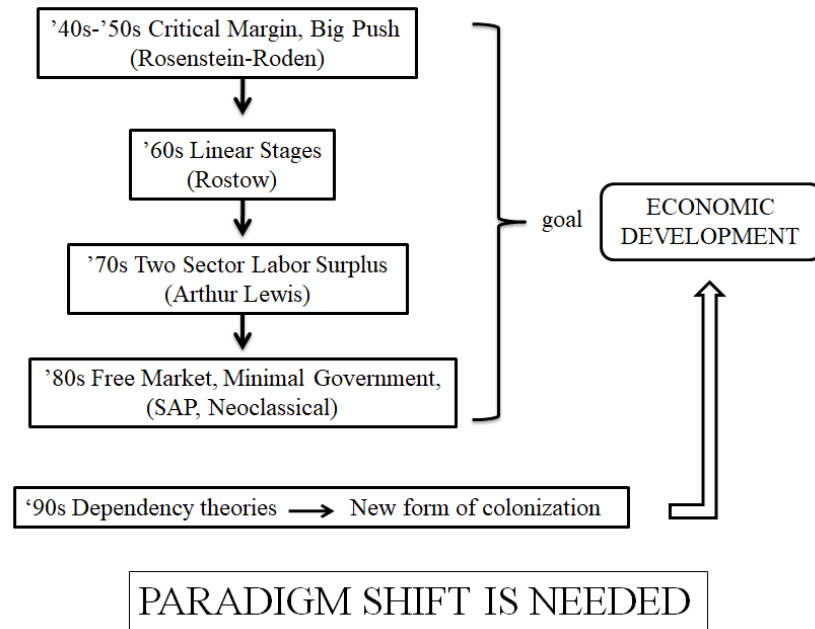 ’40s-’50s Critical Margin, Big Push
(Rosenstein-Roden)
’60s Linear Stages
(Rostow)
’70s Two Sector Labor Surplus
(Arthur Lewis)
’80s Free Market, Minimal Government,
(SAP, Neoclassical)
goal
ECONOMIC
DEVELOPMENT
‘90s Dependency theories → New form of colonization
PARADIGM SHIFT IS NEEDED